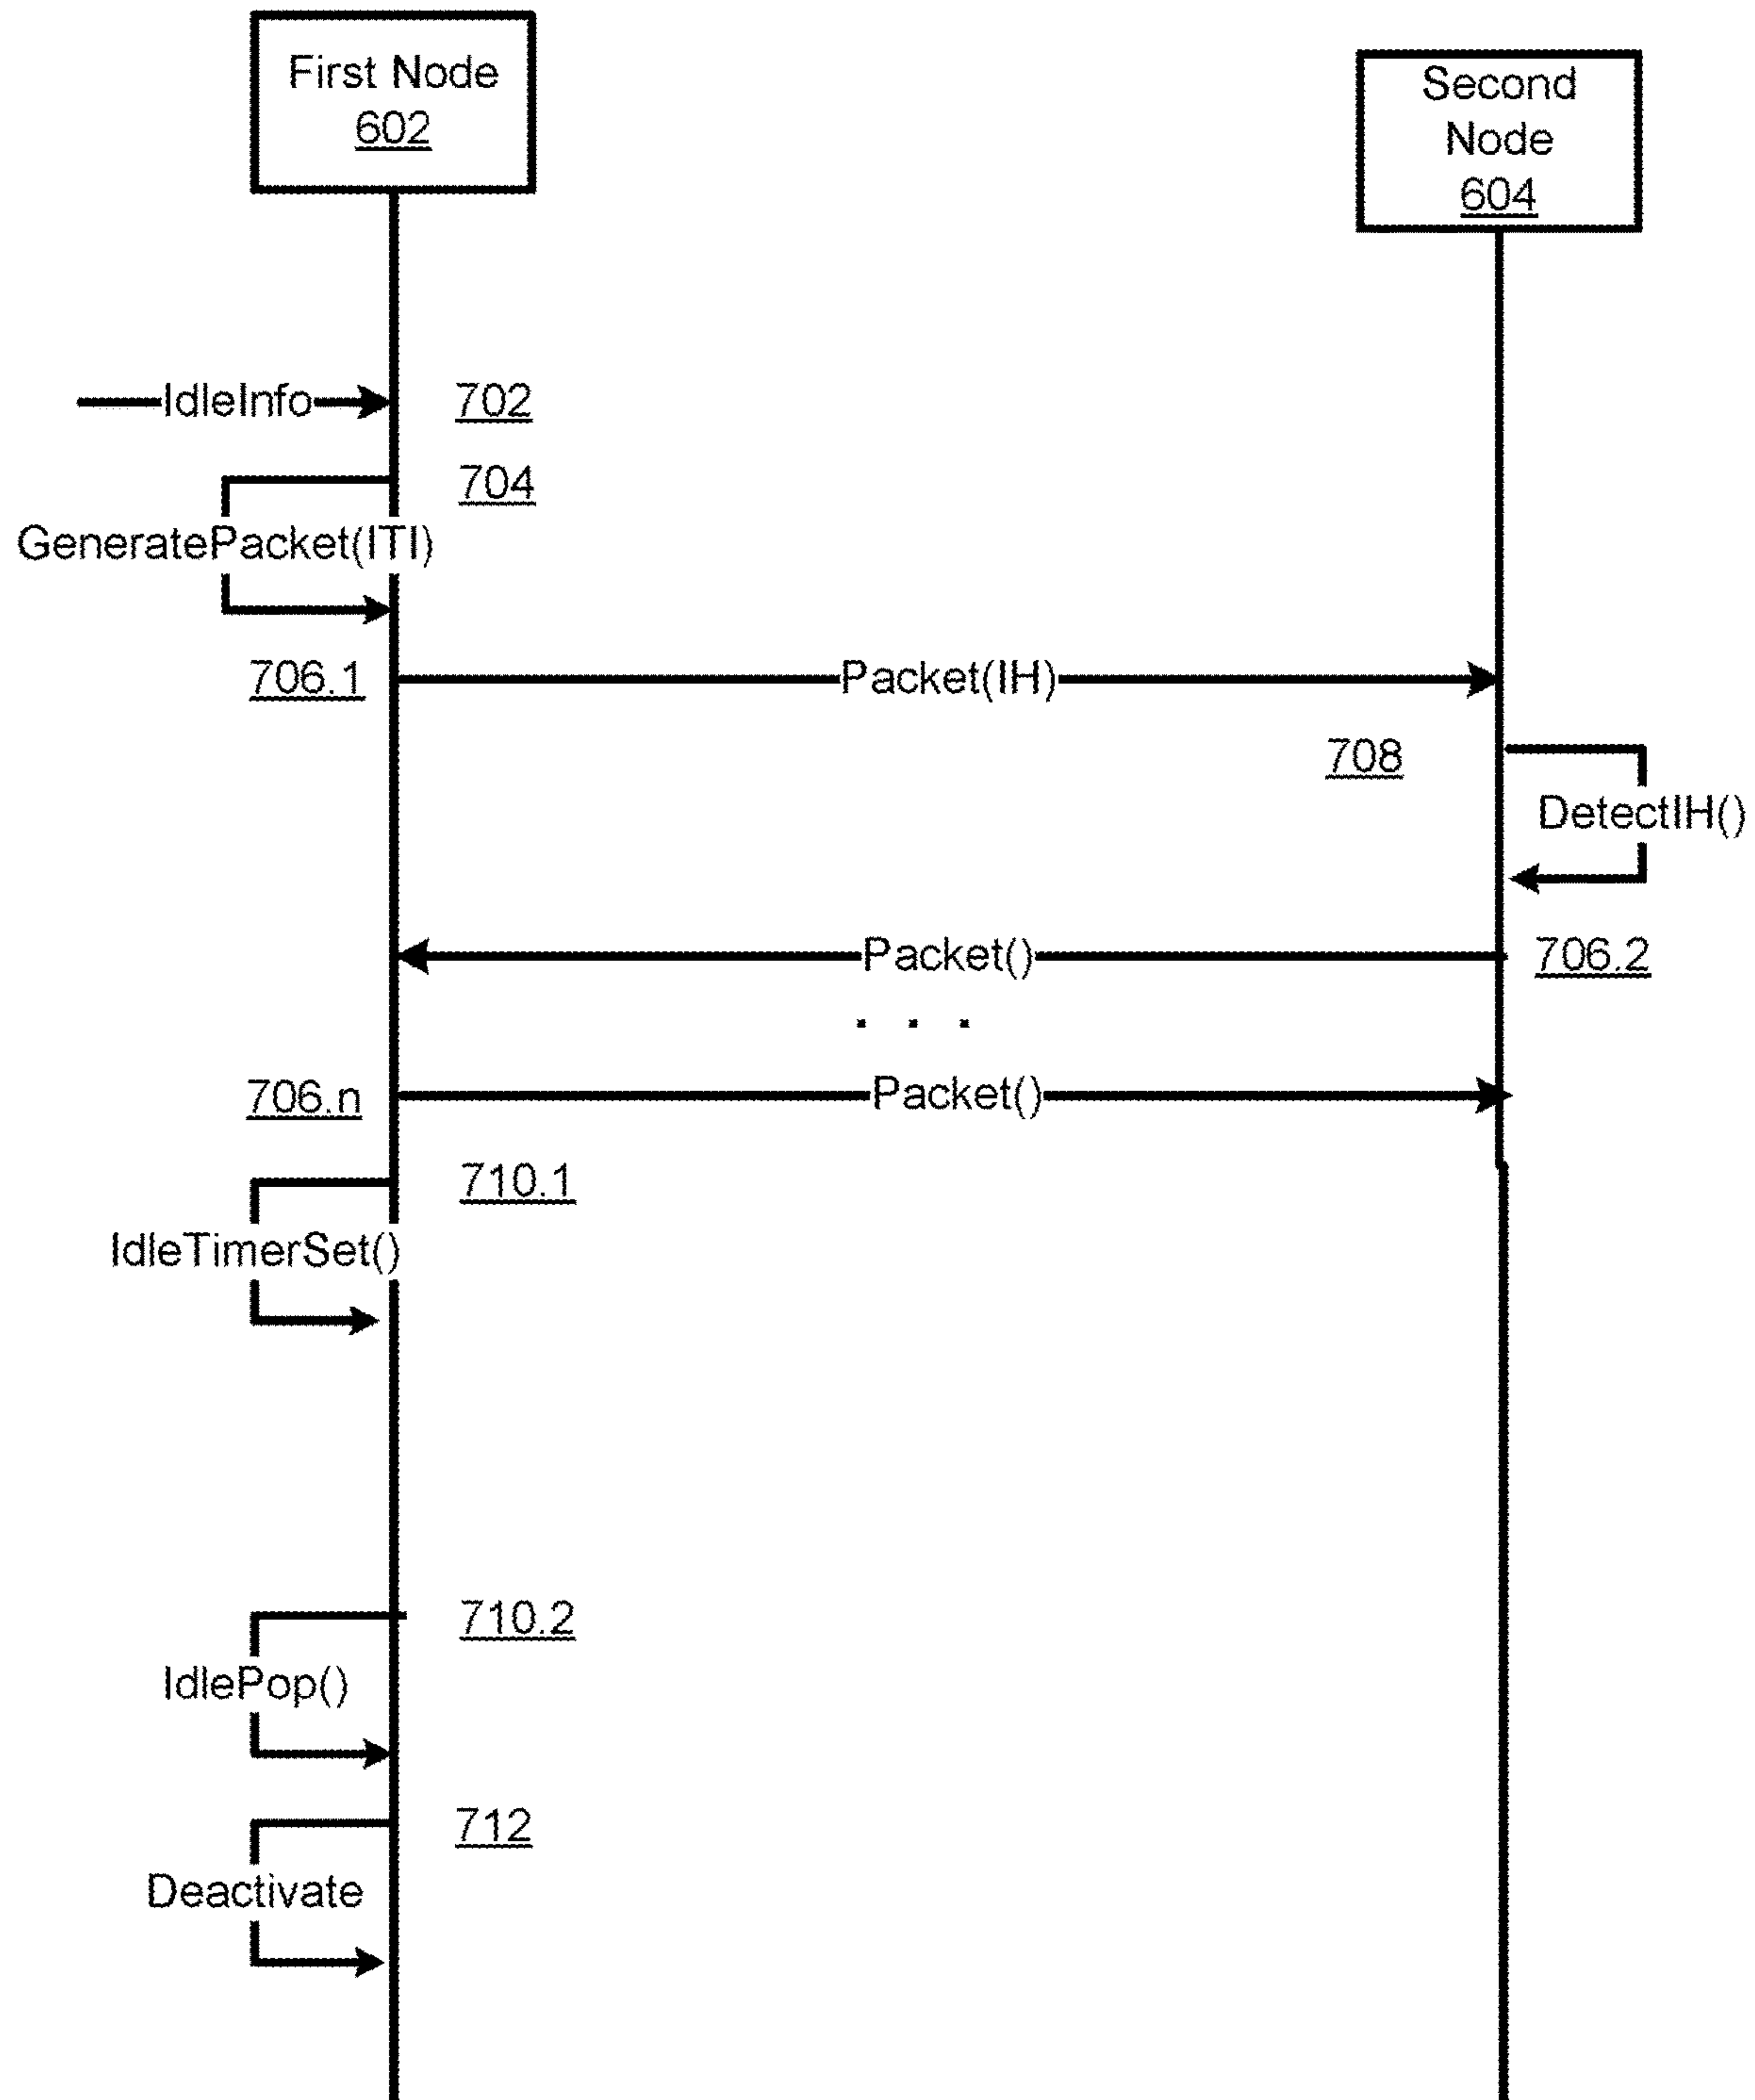 First Node
602
Second
Node
604
IdleInfo
702
704
GeneratePacket(ITI)
706.1
Packet(IH)
708
DetectIH()
Packet()
706.2
. . .
706.n
Packet()
710.1
IdleTimerSet()
710.2
IdlePop()
712
Deactivate